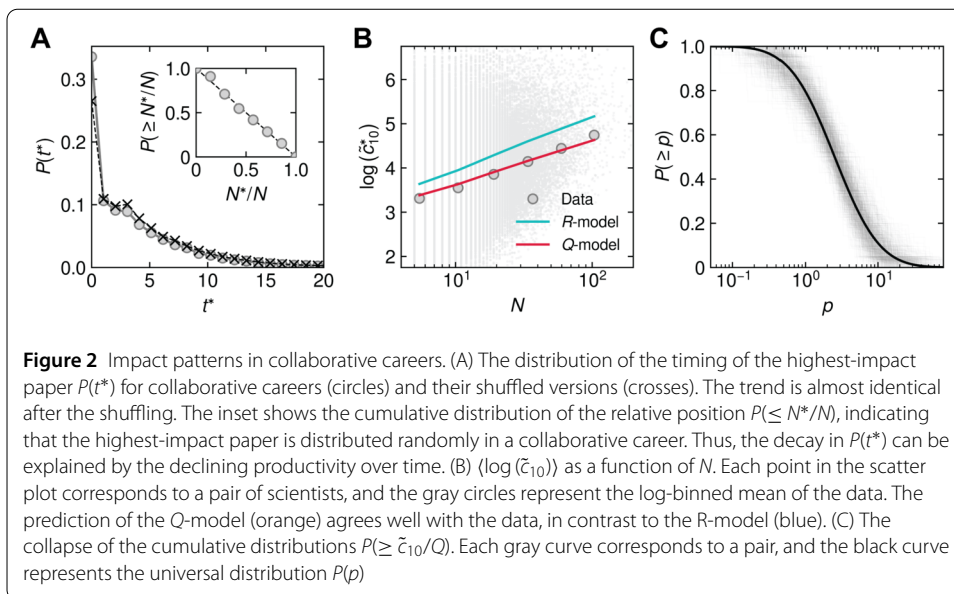 A
B
C
0.3
0.2
0.1
0.0
P(t*)
0
5
10
15
20
t*
1.0
0.5
0
P(≥ N*/N)
0
0.5
1.0
N*/N
6
5
4
3
2
log(c̃*₁₀)
10¹
10²
N
Data
R-model
Q-model
1.0
0.8
0.6
0.4
0.2
0.0
P(≥p)
10⁻¹
10⁰
10¹
p
Figure 2 Impact patterns in collaborative careers. (A) The distribution of the timing of the highest-impact
paper P(t*) for collaborative careers (circles) and their shuffled versions (crosses). The trend is almost identical
after the shuffling. The inset shows the cumulative distribution of the relative position P(≤ N*/N), indicating
that the highest-impact paper is distributed randomly in a collaborative career. Thus, the decay in P(t*) can be
explained by the declining productivity over time. (B) ⟨log (c̃₁₀)⟩ as a function of N. Each point in the scatter
plot corresponds to a pair of scientists, and the gray circles represent the log-binned mean of the data. The
prediction of the Q-model (orange) agrees well with the data, in contrast to the R-model (blue). (C) The
collapse of the cumulative distributions P(≥ c̃₁₀/Q). Each gray curve corresponds to a pair, and the black curve
represents the universal distribution P(p)